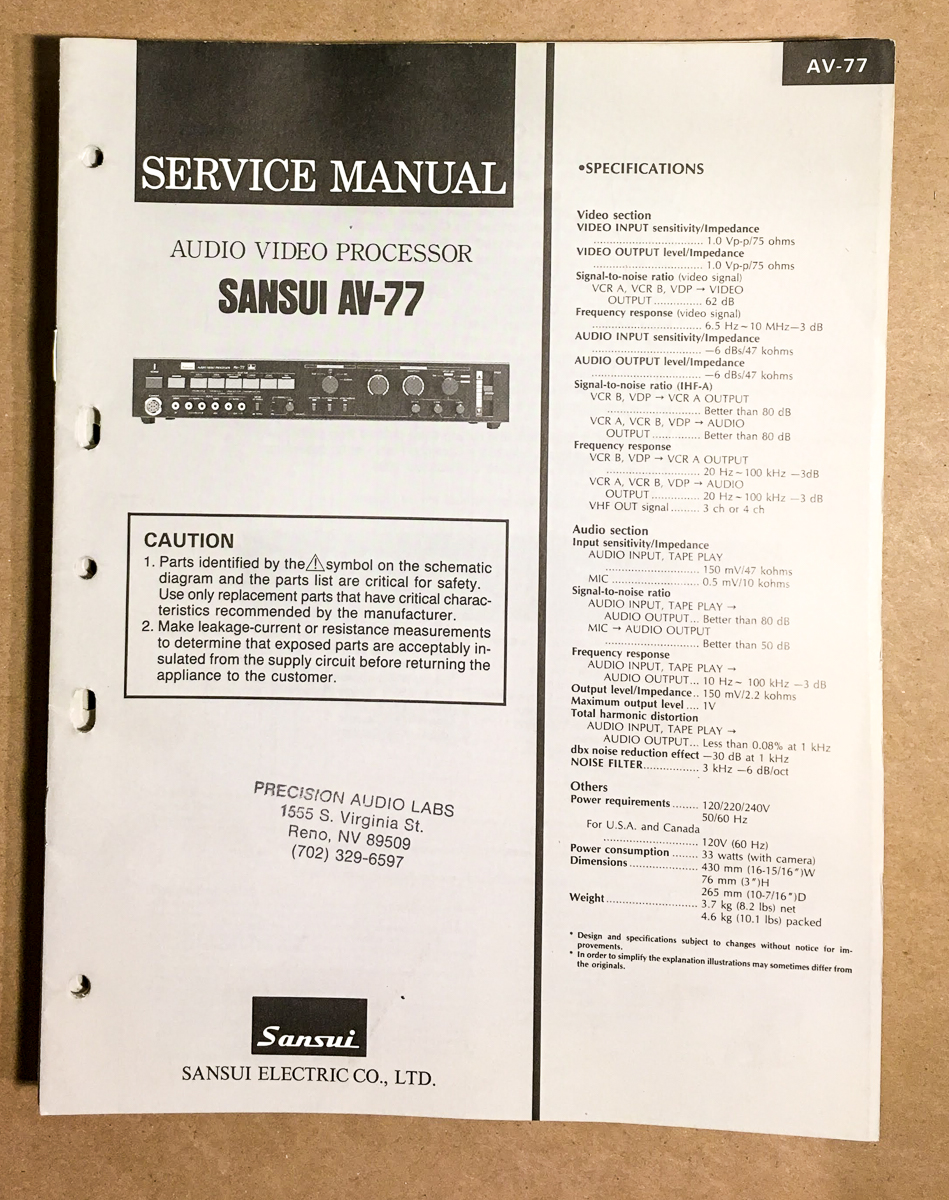 SERVICE MANUAL
AUDIO VIDEO PROCESSOR
SANSUI AV-77
CAUTION
1. Parts identified by the ⚠ symbol on the schematic
diagram and the parts list are critical for safety.
Use only replacement parts that have critical charac-
teristics recommended by the manufacturer.
2. Make leakage-current or resistance measurements
to determine that exposed parts are acceptably in-
sulated from the supply circuit before returning the
appliance to the customer.
PRECISION AUDIO LABS
1555 S. Virginia St.
Reno, NV 89509
(702) 329-6597
Sansui
SANSUI ELECTRIC CO., LTD.
AV-77
•SPECIFICATIONS
Video section
VIDEO INPUT sensitivity/Impedance
................................ 1.0 Vp-p/75 ohms
VIDEO OUTPUT level/Impedance
................................ 1.0 Vp-p/75 ohms
Signal-to-noise ratio (video signal)
VCR A, VCR B, VDP → VIDEO
OUTPUT .............. 62 dB
Frequency response (video signal)
................................ 6.5 Hz~10 MHz—3 dB
AUDIO INPUT sensitivity/Impedance
................................ —6 dBs/47 kohms
AUDIO OUTPUT level/Impedance
................................ —6 dBs/47 kohms
Signal-to-noise ratio (IHF-A)
VCR B, VDP → VCR A OUTPUT
........................... Better than 80 dB
VCR A, VCR B, VDP → AUDIO
OUTPUT .............. Better than 80 dB
Frequency response
VCR B, VDP → VCR A OUTPUT
........................... 20 Hz~100 kHz —3dB
VCR A, VCR B, VDP → AUDIO
OUTPUT .............. 20 Hz~100 kHz —3 dB
VHF OUT signal ........ 3 ch or 4 ch
Audio section
Input sensitivity/Impedance
AUDIO INPUT, TAPE PLAY
........................... 150 mV/47 kohms
MIC ......................... 0.5 mV/10 kohms
Signal-to-noise ratio
AUDIO INPUT, TAPE PLAY →
AUDIO OUTPUT... Better than 80 dB
MIC → AUDIO OUTPUT
........................... Better than 50 dB
Frequency response
AUDIO INPUT, TAPE PLAY →
AUDIO OUTPUT... 10 Hz~ 100 kHz —3 dB
Output level/Impedance.. 150 mV/2.2 kohms
Maximum output level .... 1V
Total harmonic distortion
AUDIO INPUT, TAPE PLAY →
AUDIO OUTPUT... Less than 0.08% at 1 kHz
dbx noise reduction effect —30 dB at 1 kHz
NOISE FILTER................ 3 kHz —6 dB/oct
Others
Power requirements ........ 120/220/240V
50/60 Hz
For U.S.A. and Canada
........................... 120V (60 Hz)
Power consumption ....... 33 watts (with camera)
Dimensions .................... 430 mm (16-15/16")W
76 mm (3")H
265 mm (10-7/16")D
Weight........................... 3.7 kg (8.2 lbs) net
4.6 kg (10.1 lbs) packed
* Design and specifications subject to changes without notice for im-
provements.
* In order to simplify the explanation illustrations may sometimes differ from
the originals.